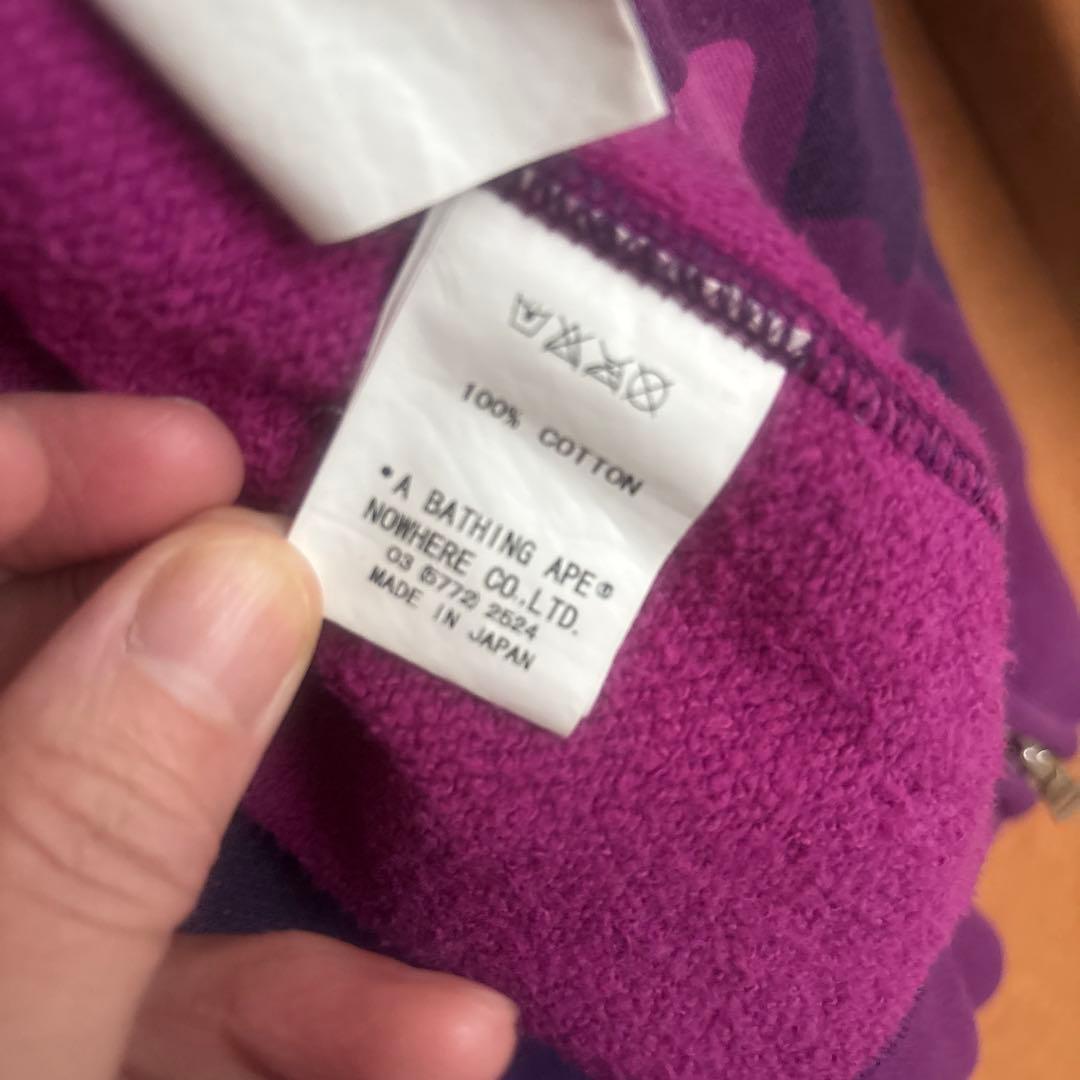 100% COTTON
•A BATHING APE®
NOWHERE CO.,LTD.
03 (5772) 2524
MADE IN JAPAN